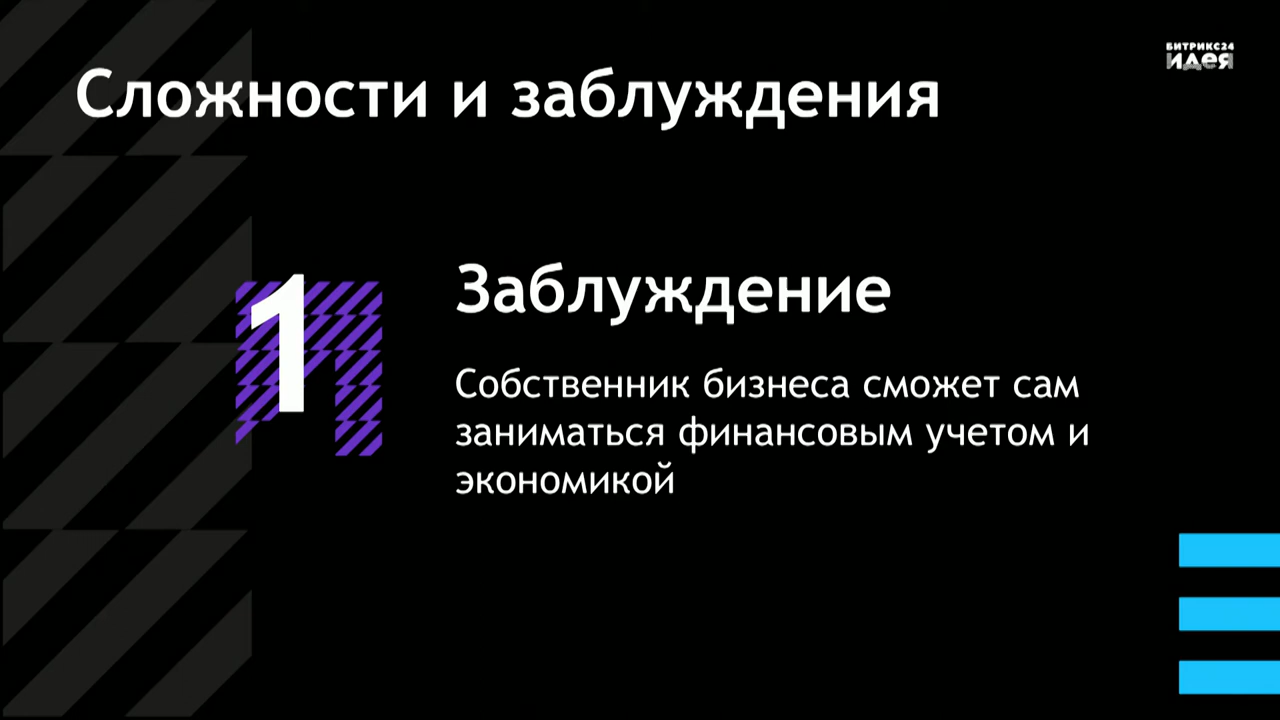 БИТРИКС24
идея
Сложности и заблуждения
1
Заблуждение
Собственник бизнеса сможет сам
заниматься финансовым учетом и
экономикой